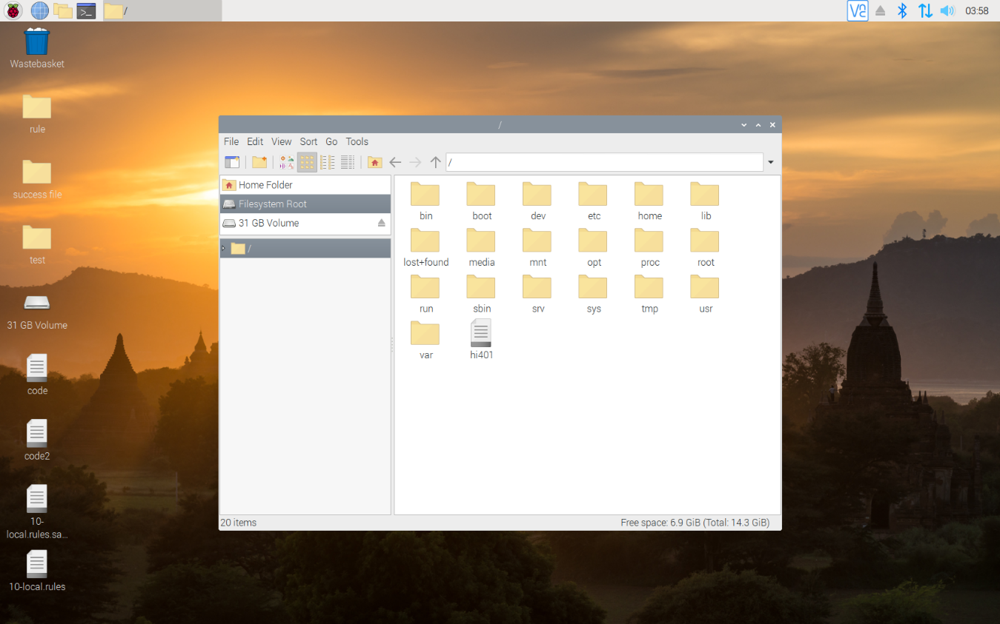 /
03:58
Wastebasket
rule
success file
test
31 GB Volume
code
code2
10-
local.rules.sa...
10-local.rules
/
File Edit View Sort Go Tools
/
Home Folder
Filesystem Root
31 GB Volume
/
bin boot dev etc home lib
lost+found media mnt opt proc root
run sbin srv sys tmp usr
var hi401
20 items
Free space: 6.9 GiB (Total: 14.3 GiB)